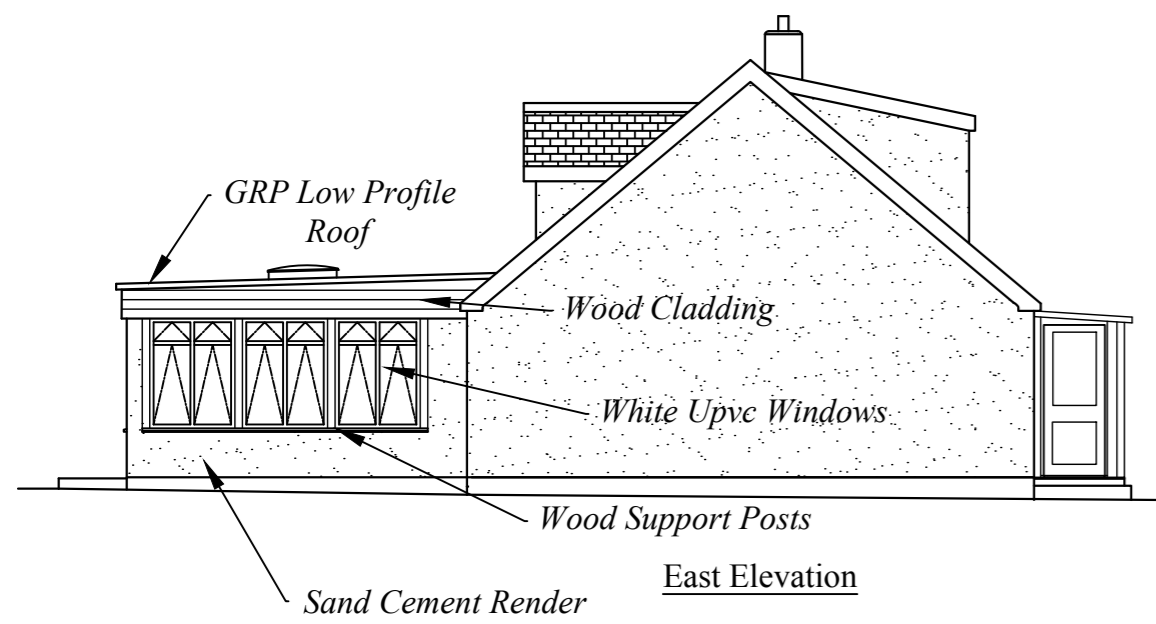 GRP Low Profile
Roof
Wood Cladding
White Upvc Windows
Wood Support Posts
East Elevation
Sand Cement Render